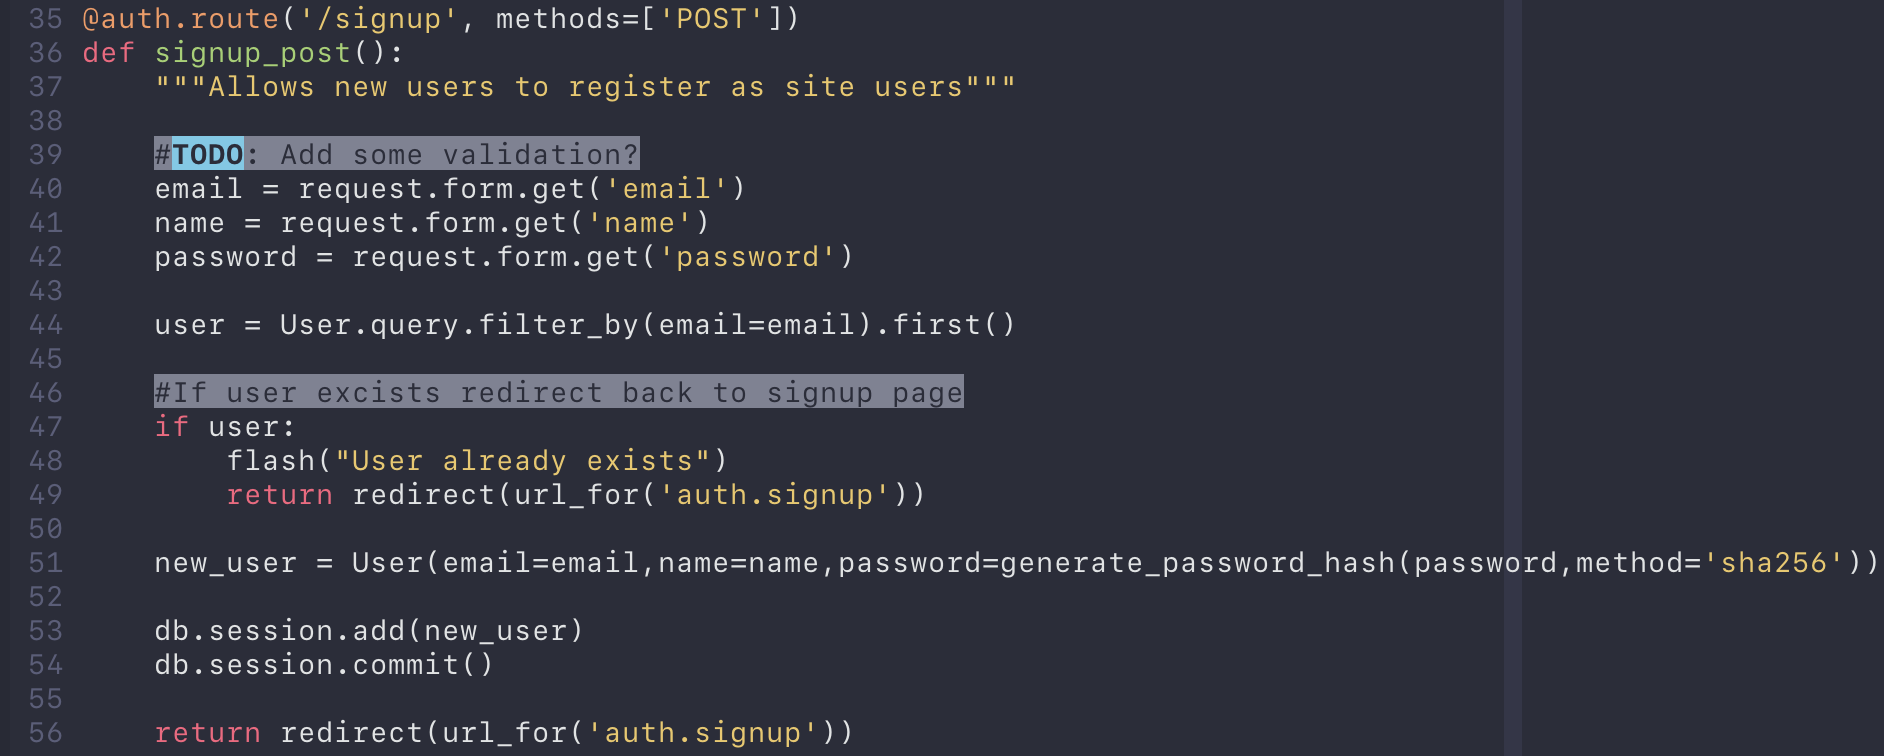 35 @auth.route('/signup', methods=['POST'])
36 def signup_post():
37     """Allows new users to register as site users"""
38
39     #TODO: Add some validation?
40     email = request.form.get('email')
41     name = request.form.get('name')
42     password = request.form.get('password')
43
44     user = User.query.filter_by(email=email).first()
45
46     #If user excists redirect back to signup page
47     if user:
48         flash("User already exists")
49         return redirect(url_for('auth.signup'))
50
51     new_user = User(email=email,name=name,password=generate_password_hash(password,method='sha256'))
52
53     db.session.add(new_user)
54     db.session.commit()
55
56     return redirect(url_for('auth.signup'))